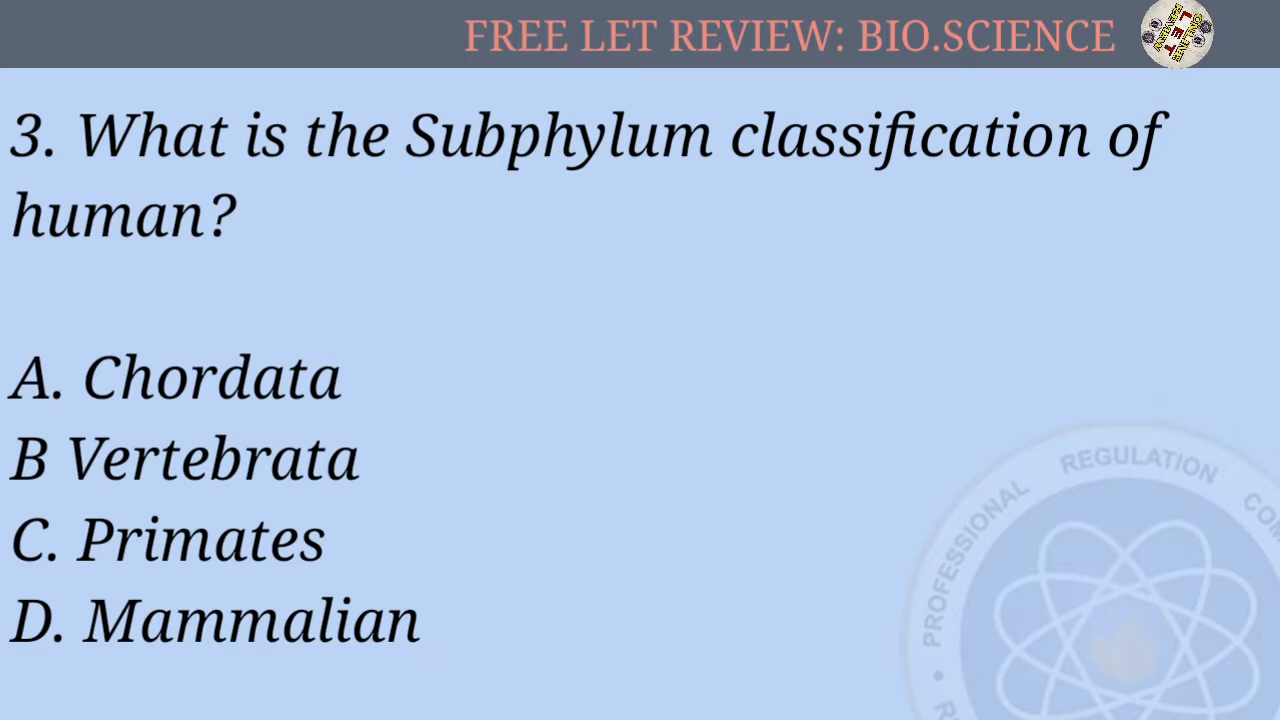 FREE LET REVIEW: BIO.SCIENCE
LET
3. What is the Subphylum classification of
human?
A. Chordata
B Vertebrata
C. Primates
D. Mammalian
PROFESSIONAL REGULATION